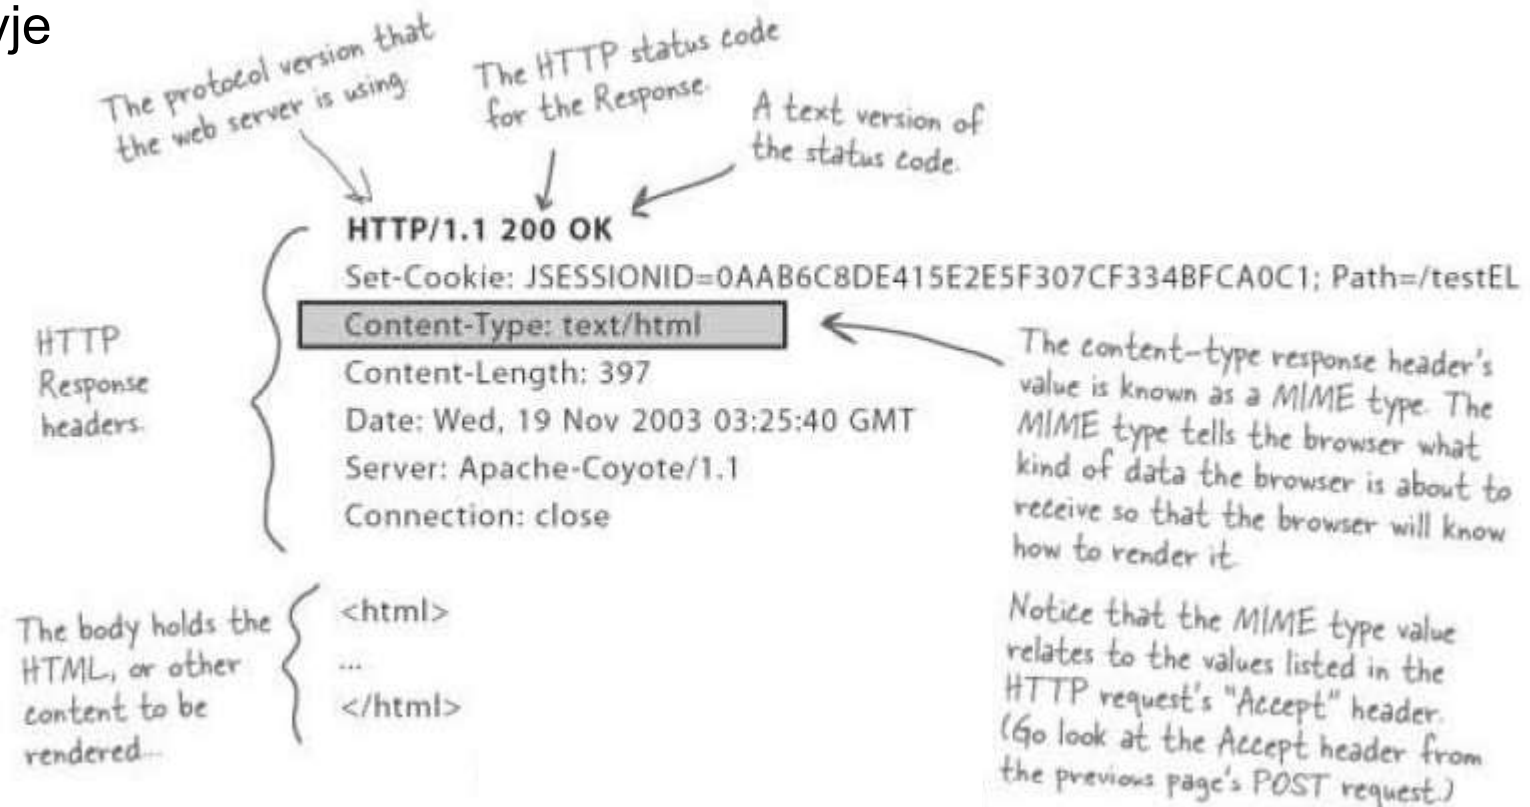 vje
The protocol version that
the web server is using.
The HTTP status code
for the Response.
A text version of
the status code.
HTTP/1.1 200 OK
Set-Cookie: JSESSIONID=0AAB6C8DE415E2E5F307CF334BFCA0C1; Path=/testEL
Content-Type: text/html
Content-Length: 397
Date: Wed, 19 Nov 2003 03:25:40 GMT
Server: Apache-Coyote/1.1
Connection: close
HTTP
Response
headers.
The content-type response header's
value is known as a MIME type. The
MIME type tells the browser what
kind of data the browser is about to
receive so that the browser will know
how to render it.
The body holds the
HTML, or other
content to be
rendered...
<html>
...
</html>
Notice that the MIME type value
relates to the values listed in the
HTTP request's "Accept" header.
(Go look at the Accept header from
the previous page's POST request.)